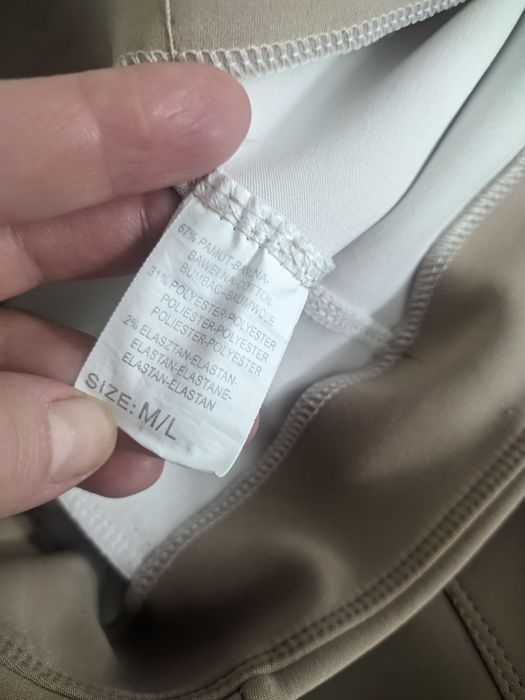 67% PAMUT-BAVLNA-
BAWEŁNA-COTTON-
BUMBAC-BAUMWOLLE
31% POLYESTER-POLYESTER
POLIESTER-POLYESTER
POLIESTER-POLYESTER
2% ELASZTAN-ELASTAN-
ELASTAN-ELASTANE-
ELASTAN-ELASTAN
SIZE: M/L